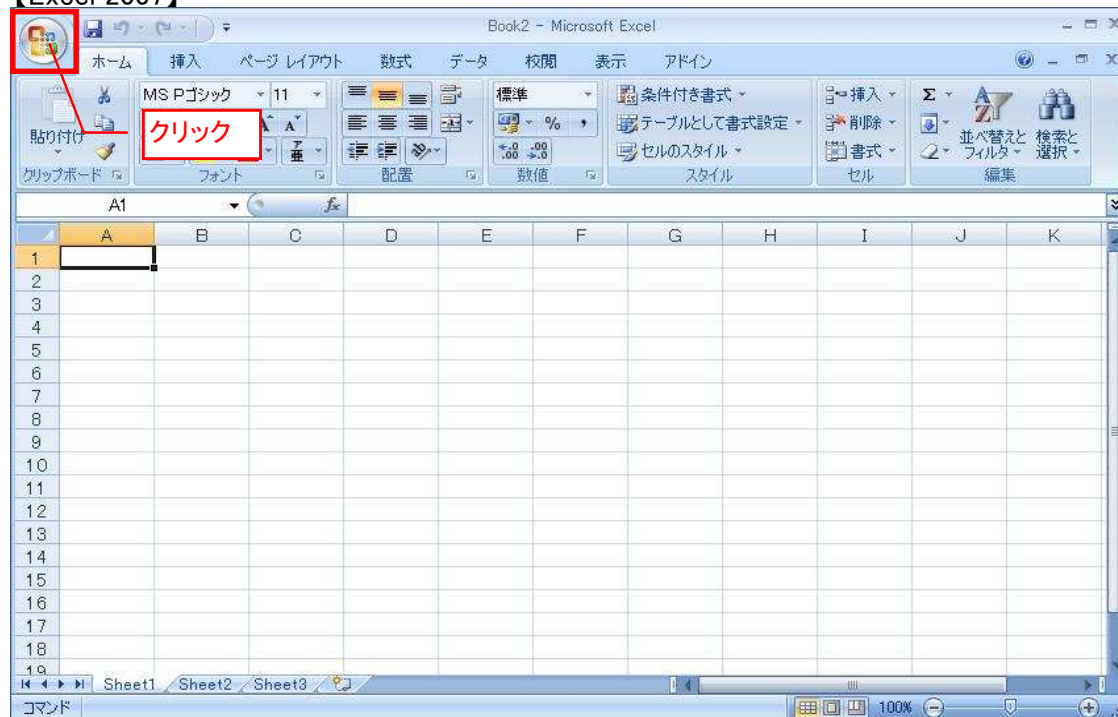 【Excel 2007】
Book2 - Microsoft Excel
ホーム 挿入 ページ レイアウト 数式 データ 校閲 表示 アドイン
MS Pゴシック 11 標準 条件付き書式 挿入 Σ
クリック
貼り付け % , テーブルとして書式設定 削除 並べ替えと フィルタ 検索と 選択
亜 .00 .0 セルのスタイル 書式
クリップボード フォント 配置 数値 スタイル セル 編集
A1 fx
A B C D E F G H I J K
1
2
3
4
5
6
7
8
9
10
11
12
13
14
15
16
17
18
19
Sheet1 Sheet2 Sheet3
コマンド 100%